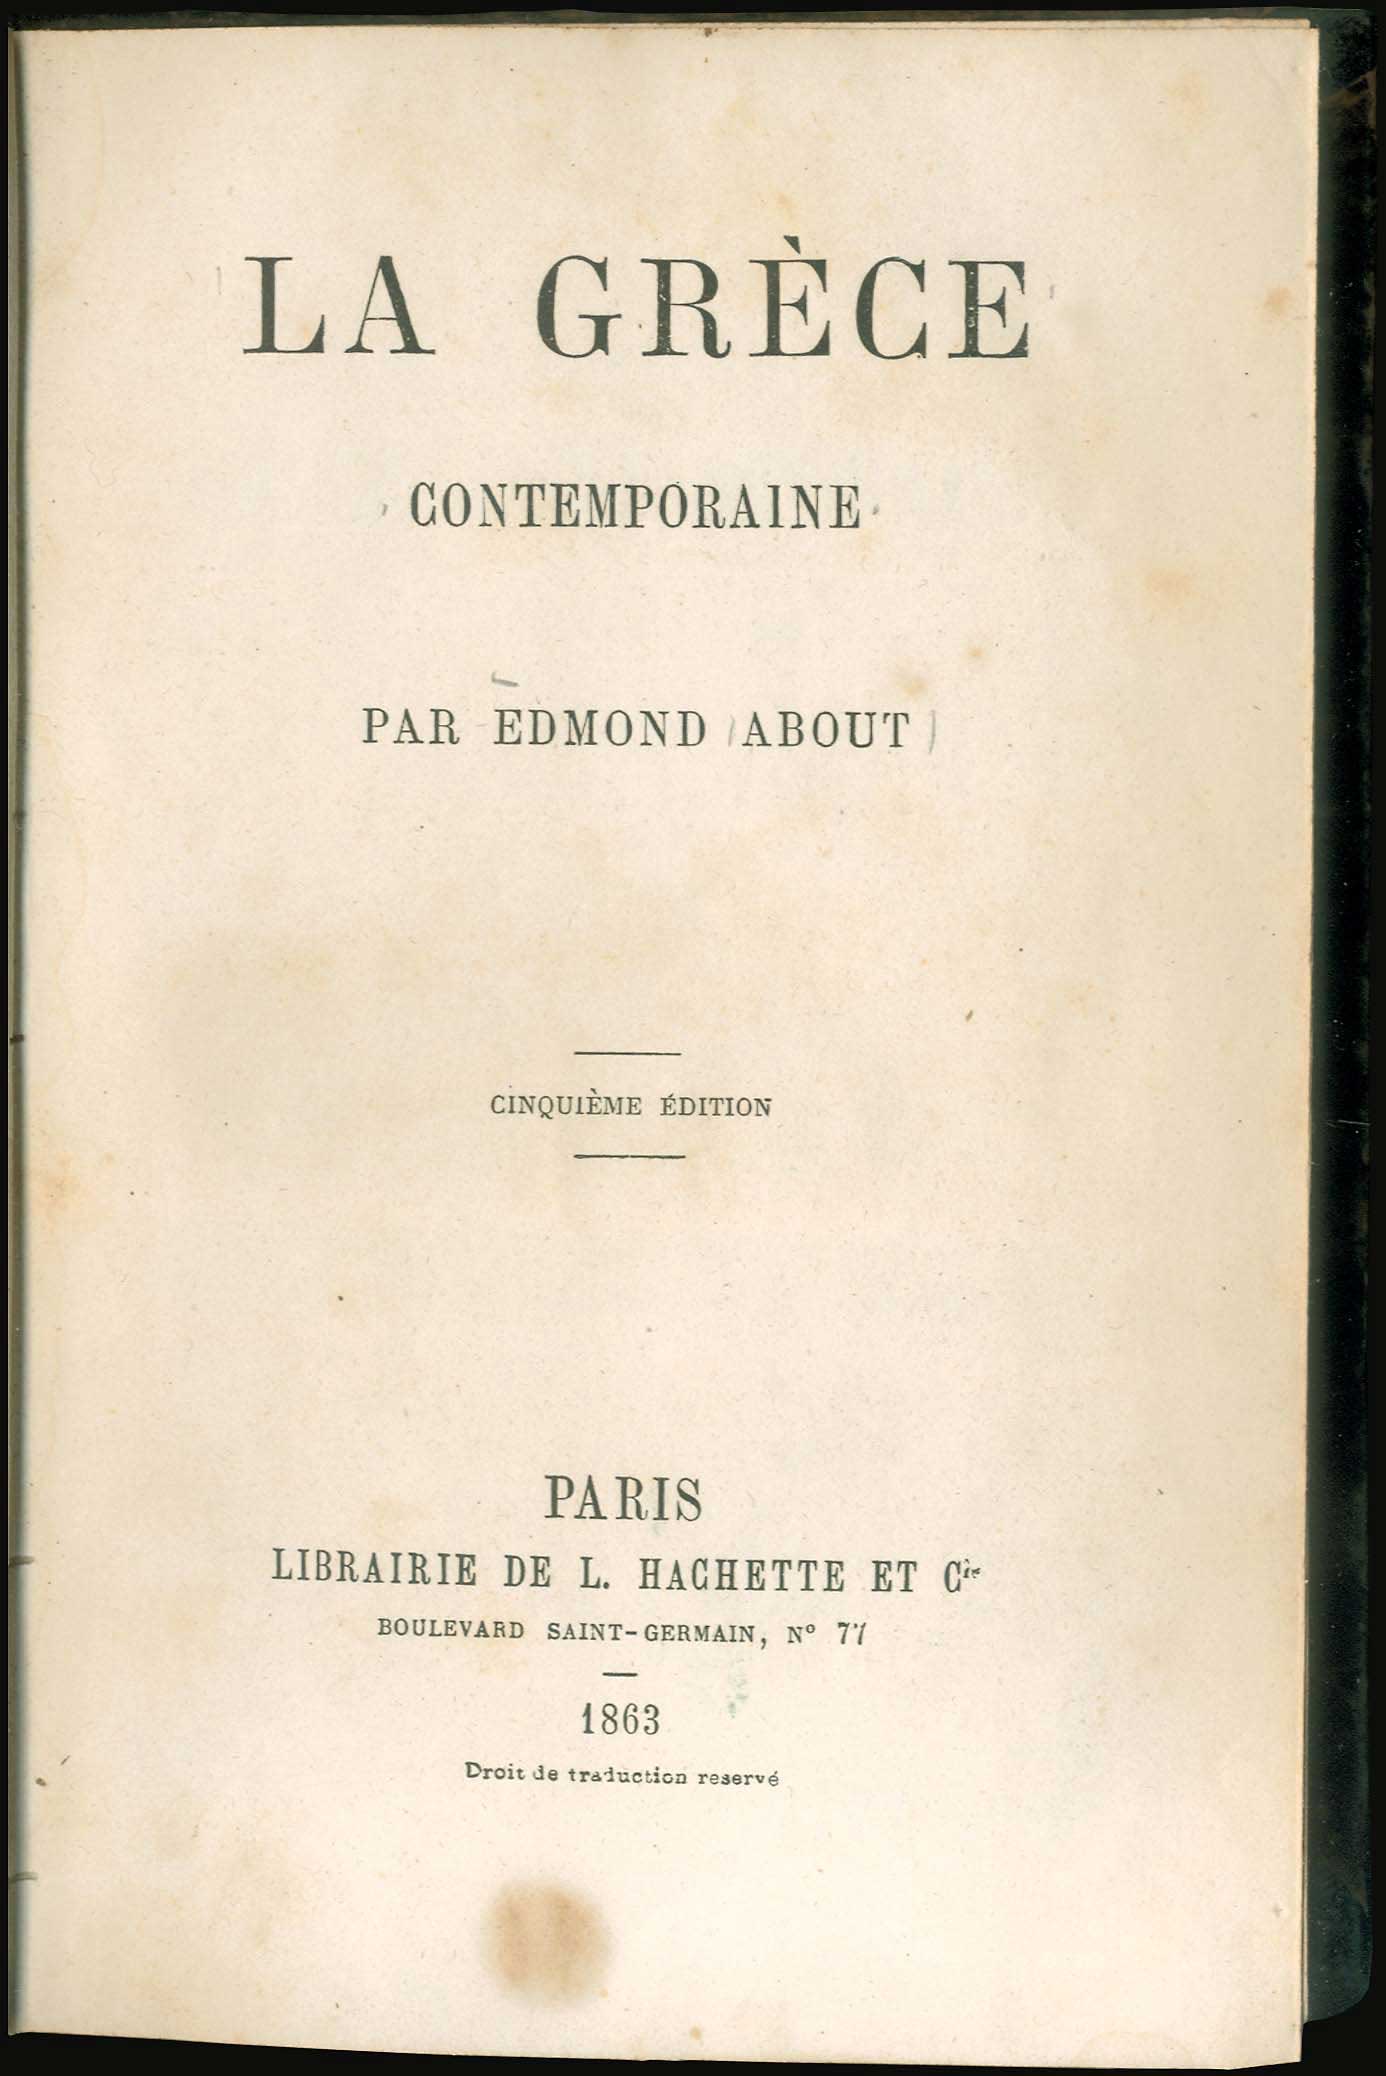 LA GRÈCE
CONTEMPORAINE
PAR EDMOND ABOUT
CINQUIÈME ÉDITION
PARIS
LIBRAIRIE DE L. HACHETTE ET Cie
BOULEVARD SAINT-GERMAIN, N° 77
1863
Droit de traduction reservé